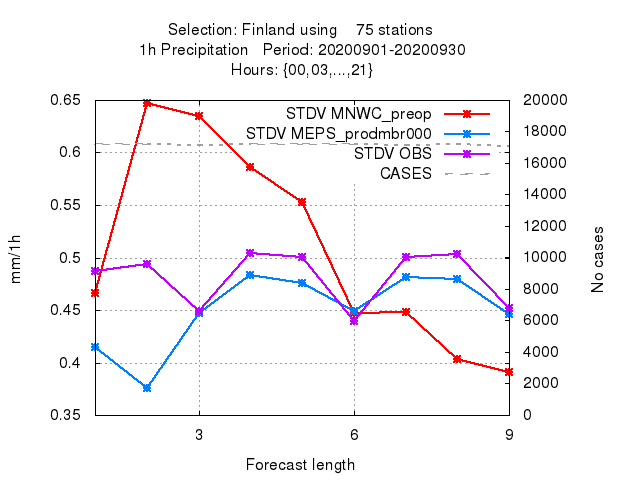 Selection: Finland using    75 stations
1h Precipitation   Period: 20200901-20200930
Hours: {00,03,...,21}
STDV MNWC_preop
STDV MEPS_prodmbr000
STDV OBS
CASES
0.65
0.6
0.55
0.5
0.45
0.4
0.35
mm/1h
20000
18000
16000
14000
12000
10000
8000
6000
4000
2000
0
No cases
3 6 9
Forecast length